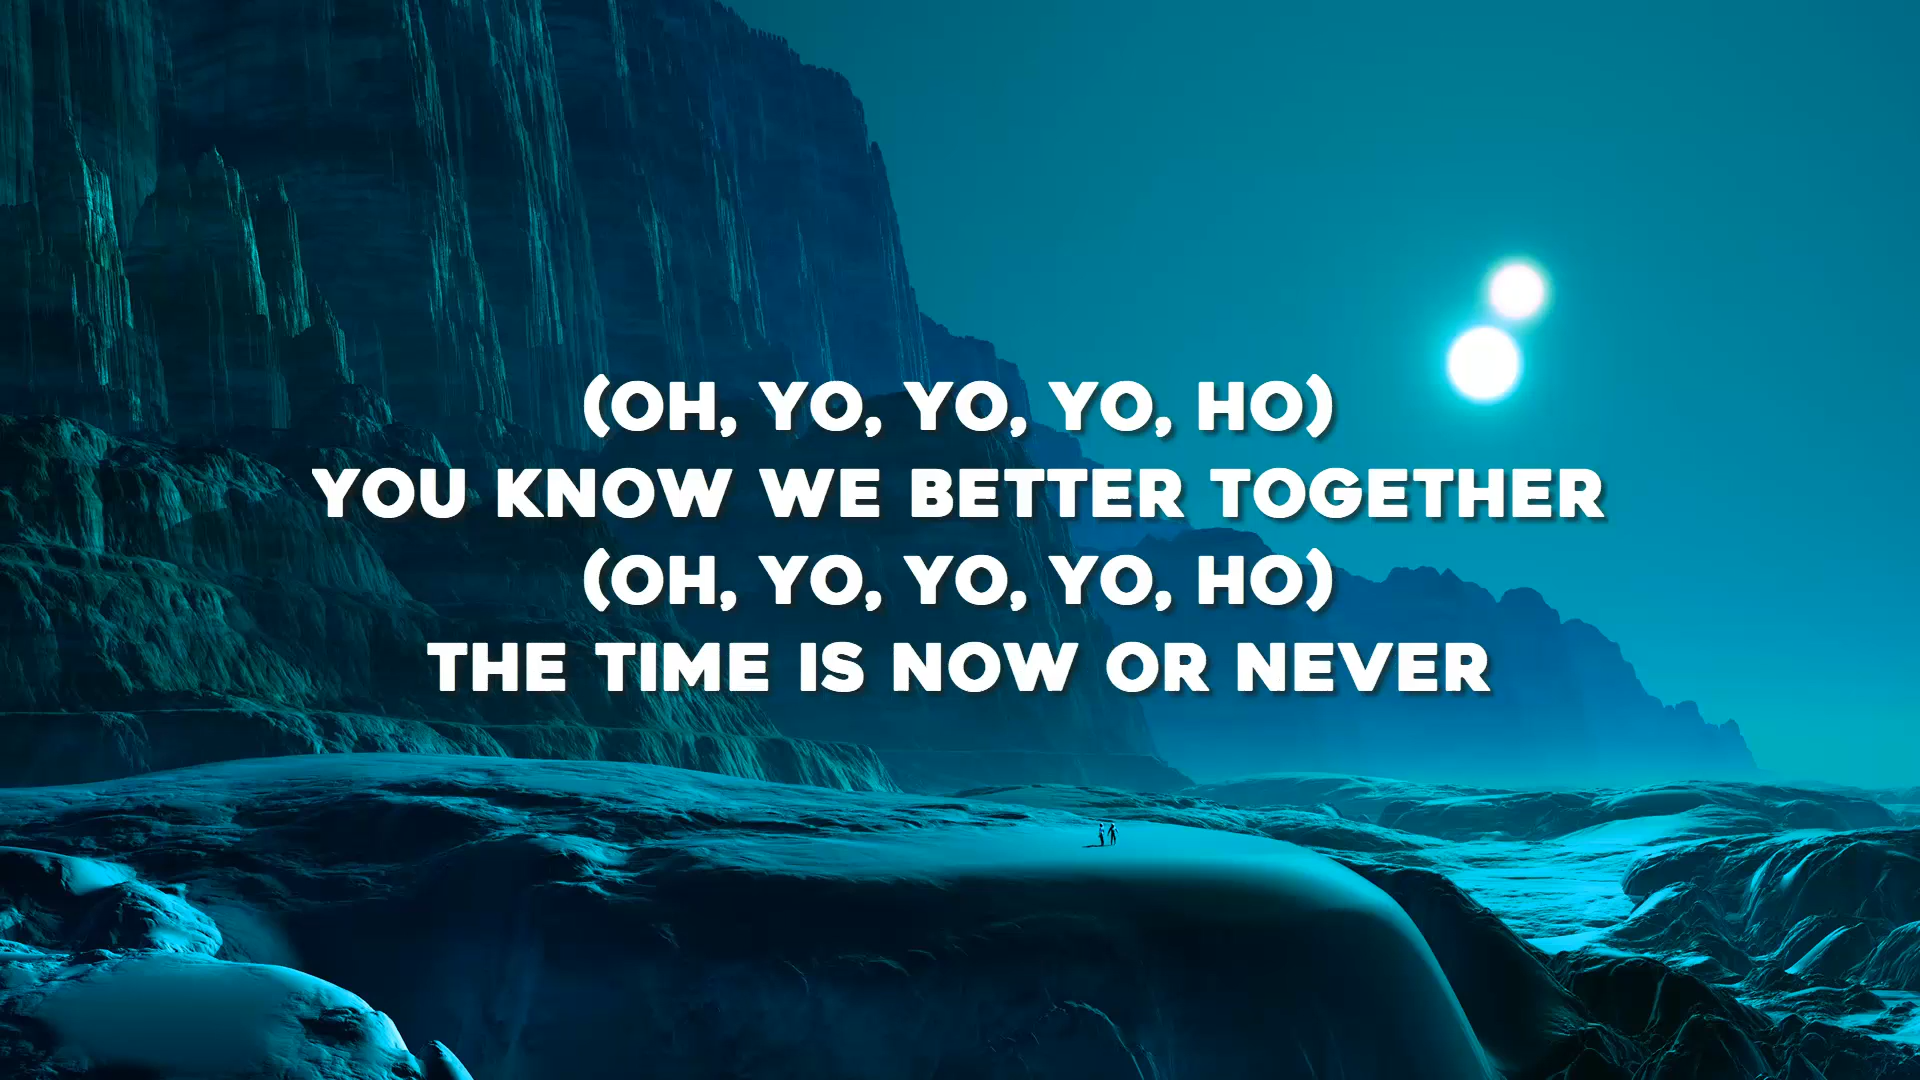 (OH, YO, YO, YO, HO)
YOU KNOW WE BETTER TOGETHER
(OH, YO, YO, YO, HO)
THE TIME IS NOW OR NEVER